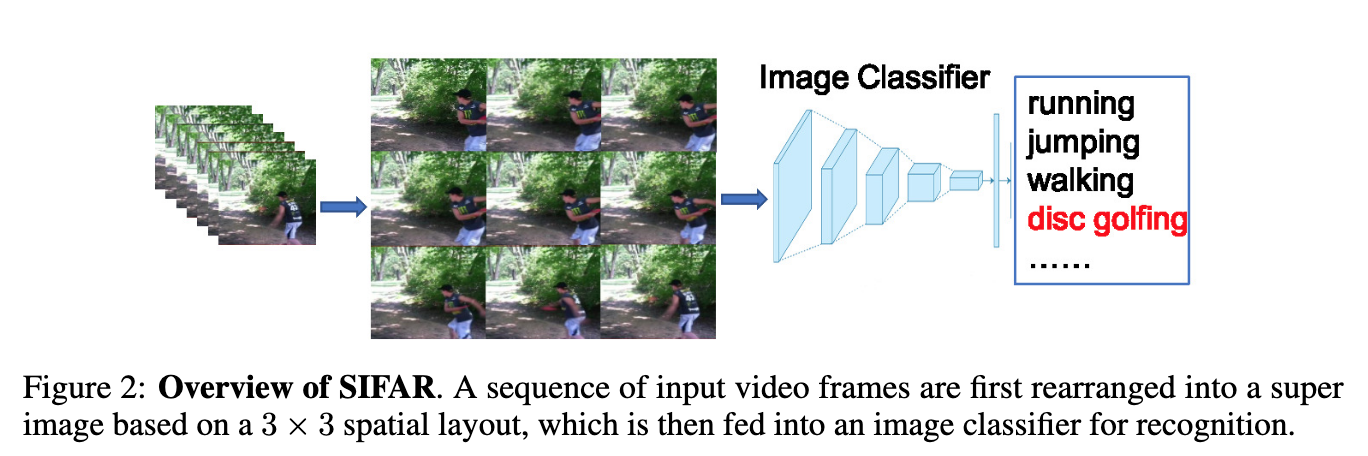 Image Classifier
running
jumping
walking
disc golfing
......
Figure 2: Overview of SIFAR. A sequence of input video frames are first rearranged into a super
image based on a 3 × 3 spatial layout, which is then fed into an image classifier for recognition.